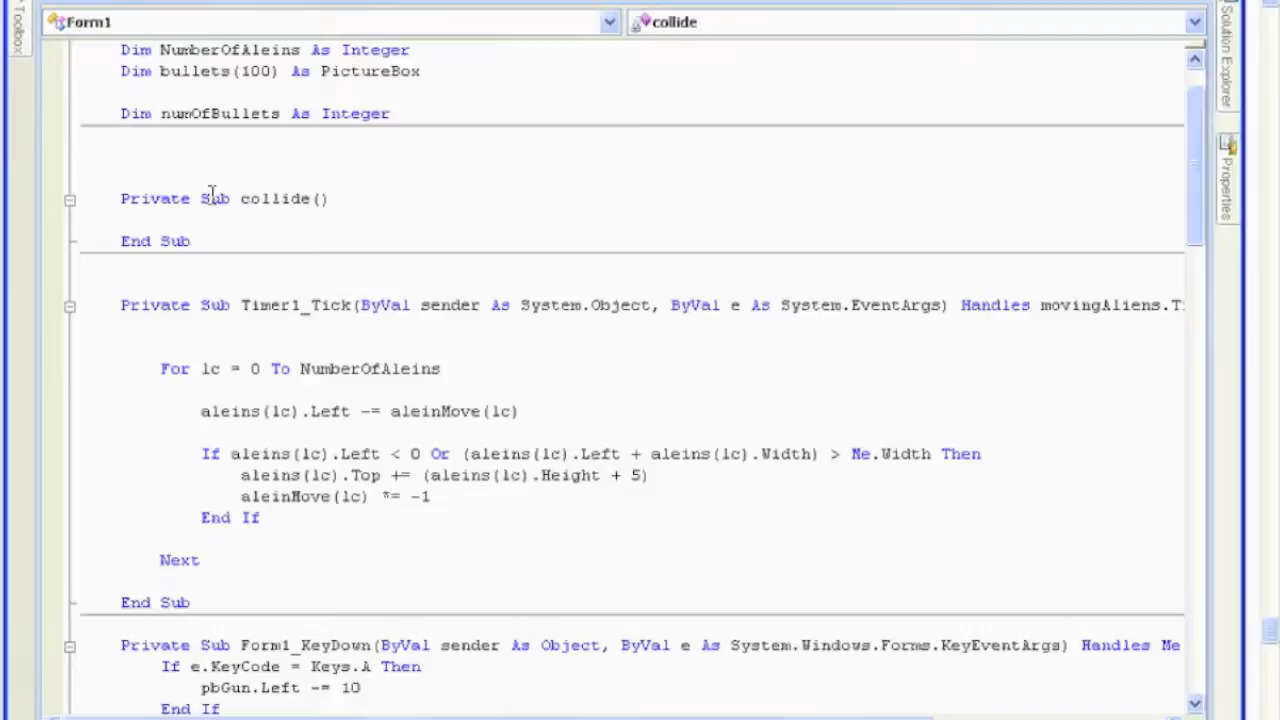 Toolbox
Form1
collide
Solution Explorer
Properties
Dim NumberOfAleins As Integer
Dim bullets(100) As PictureBox
Dim numOfBullets As Integer
Private Sub collide()
End Sub
Private Sub Timer1_Tick(ByVal sender As System.Object, ByVal e As System.EventArgs) Handles movingAliens.Ti
For lc = 0 To NumberOfAleins
aleins(lc).Left -= aleinMove(lc)
If aleins(lc).Left < 0 Or (aleins(lc).Left + aleins(lc).Width) > Me.Width Then
aleins(lc).Top += (aleins(lc).Height + 5)
aleinMove(lc) *= -1
End If
Next
End Sub
Private Sub Form1_KeyDown(ByVal sender As Object, ByVal e As System.Windows.Forms.KeyEventArgs) Handles Me
If e.KeyCode = Keys.A Then
pbGun.Left -= 10
End If